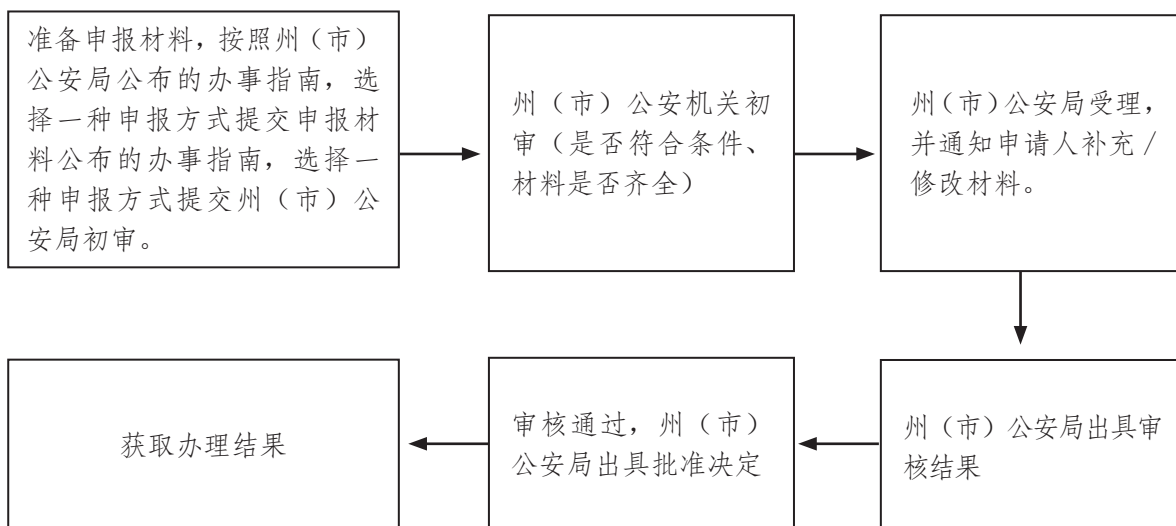 准备申报材料，按照州（市）
公安局公布的办事指南，选
择一种申报方式提交申报材
料公布的办事指南，选择一
种申报方式提交州（市）公
安局初审。
州（市）公安机关初
审（是否符合条件、
材料是否齐全）
州（市）公安局受理，
并通知申请人补充／
修改材料。
州（市）公安局出具审
核结果
审核通过，州（市）
公安局出具批准决定
获取办理结果